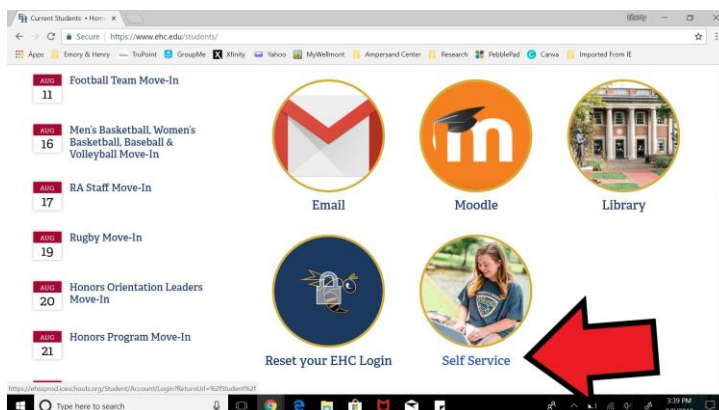 Current Students • Hom
Secure | https://www.ehc.edu/students/
Apps Emory & Henry TruPoint GroupMe Xfinity Yahoo MyWellmont Ampersand Center Research PebblePad Canva Imported From IE
AUG
11
Football Team Move-In
AUG
16
Men's Basketball, Women's
Basketball, Baseball &
Volleyball Move-In
AUG
17
RA Staff Move-In
AUG
19
Rugby Move-In
AUG
20
Honors Orientation Leaders
Move-In
AUG
21
Honors Program Move-In
Email
Moodle
Library
Reset your EHC Login
Self Service
Type here to search
3:39 PM